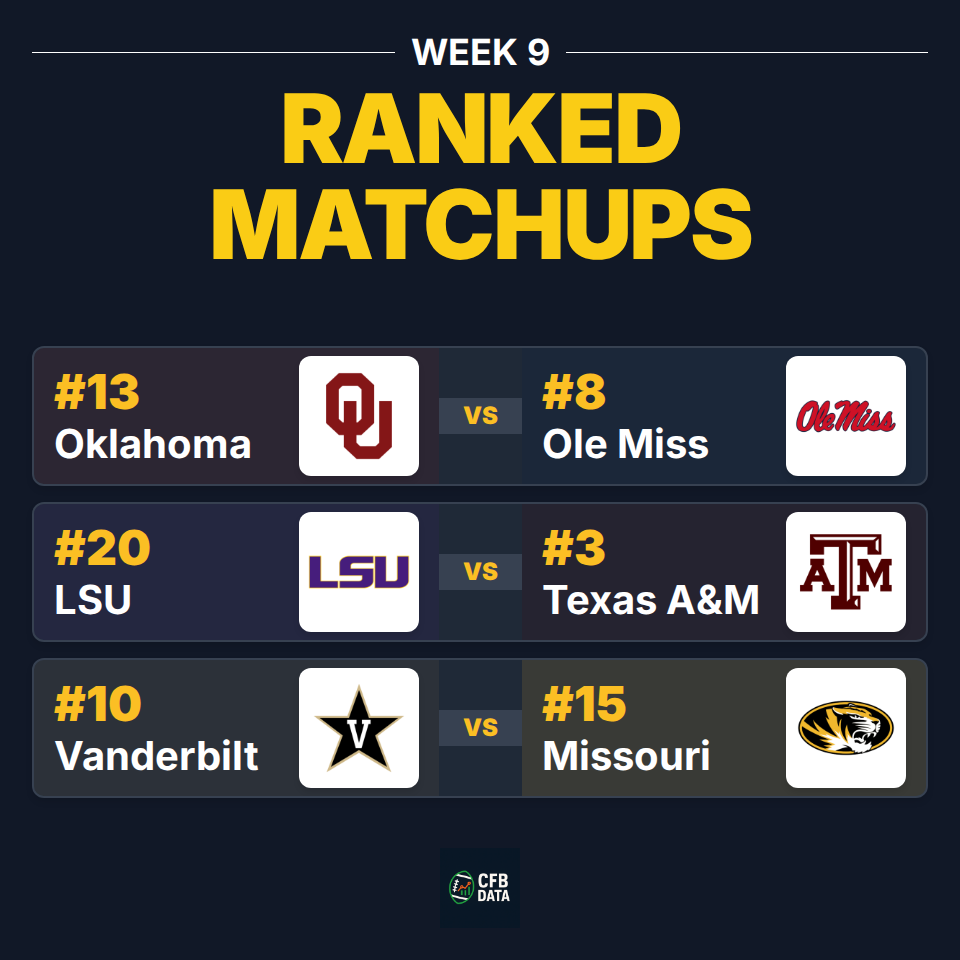 WEEK 9
RANKED
MATCHUPS
#13
Oklahoma
OU
vs
#8
Ole Miss
Ole Miss
#20
LSU
LSU
vs
#3
Texas A&M
ATM
#10
Vanderbilt
V
vs
#15
Missouri
CFB
DATA